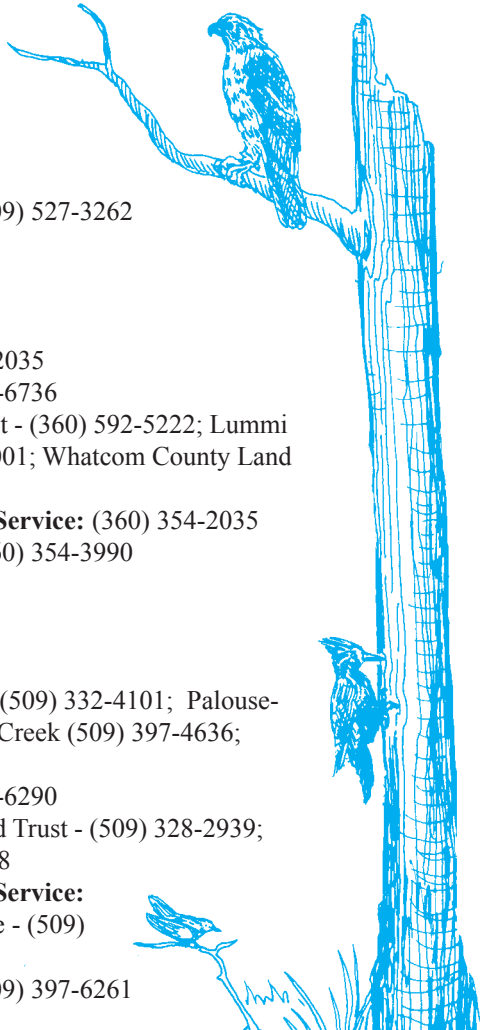 09) 527-3262
2035
-6736
t - (360) 592-5222; Lummi
001; Whatcom County Land
Service: (360) 354-2035
60) 354-3990
(509) 332-4101; Palouse-
Creek (509) 397-4636;
-6290
d Trust - (509) 328-2939;
8
Service:
e - (509)
09) 397-6261